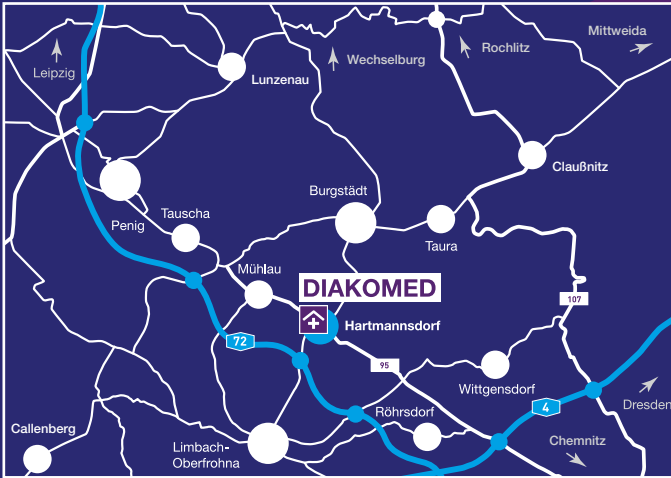 Mittweida
Rochlitz
Wechselburg
Leipzig
Lunzenau
Claußnitz
Burgstädt
Penig
Tauscha
Taura
Mühlau
DIAKOMED
107
Hartmannsdorf
72
95
Wittgensdorf
4
Dresden
Röhrsdorf
Callenberg
Limbach-
Oberfrohna
Chemnitz